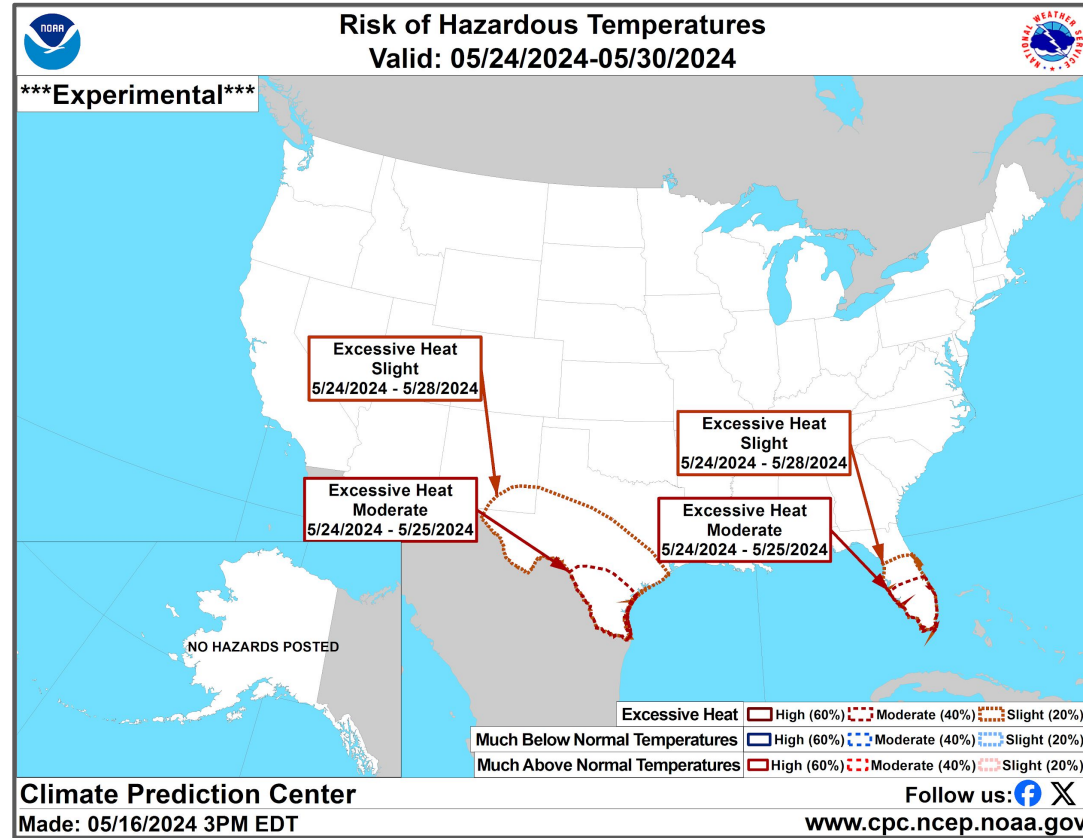 NOAA
Risk of Hazardous Temperatures
Valid: 05/24/2024-05/30/2024
NATIONAL WEATHER SERVICE
***Experimental***
Excessive Heat
Slight
5/24/2024 - 5/28/2024
Excessive Heat
Slight
5/24/2024 - 5/28/2024
Excessive Heat
Moderate
5/24/2024 - 5/25/2024
Excessive Heat
Moderate
5/24/2024 - 5/25/2024
NO HAZARDS POSTED
Excessive Heat High (60%) Moderate (40%) Slight (20%)
Much Below Normal Temperatures High (60%) Moderate (40%) Slight (20%)
Much Above Normal Temperatures High (60%) Moderate (40%) Slight (20%)
Climate Prediction Center
Follow us:
Made: 05/16/2024 3PM EDT
www.cpc.ncep.noaa.gov